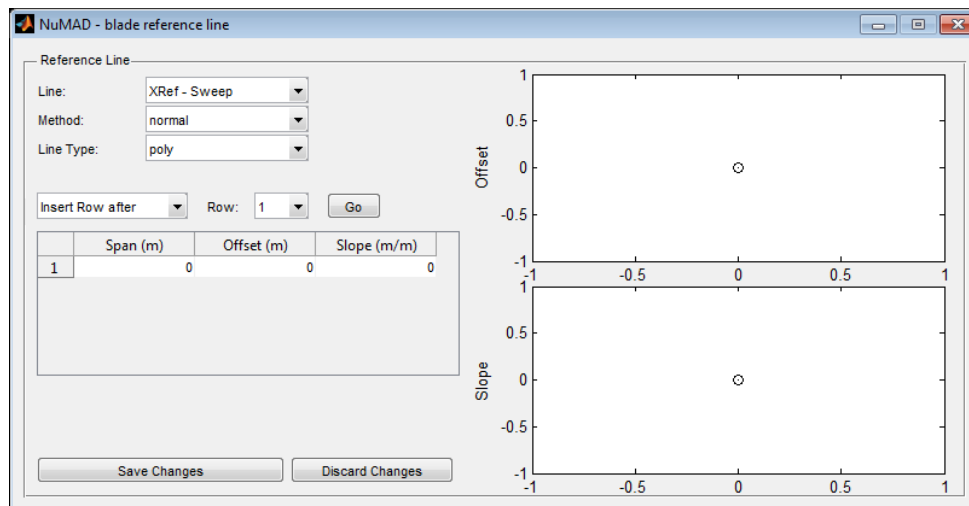 NuMAD - blade reference line
Reference Line
Line: XRef - Sweep
Method: normal
Line Type: poly
Insert Row after Row: 1 Go
Span (m) Offset (m) Slope (m/m)
1 0 0 0
Save Changes Discard Changes
Offset
1
0.5
0
-0.5
-1
-1 -0.5 0 0.5 1
Slope
1
0.5
0
-0.5
-1
-1 -0.5 0 0.5 1